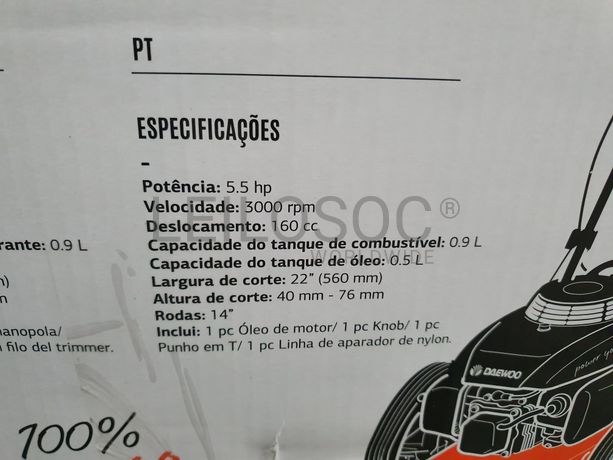 PT
ESPECIFICAÇÕES
-
Potência: 5.5 hp
Velocidade: 3000 rpm
Deslocamento: 160 cc
Capacidade do tanque de combustível: 0.9 L
Capacidade do tanque de óleo: 0.5 L
Largura de corte: 22” (560 mm)
Altura de corte: 40 mm - 76 mm
Rodas: 14”
Inclui: 1 pc Óleo de motor/ 1 pc Knob/ 1 pc
Punho em T/ 1 pc Linha de aparador de nylon.
rante: 0.9 L
anopola/
filo del trimmer.
LEILOSOC®
WORLDWIDE
DAEWOO
100%